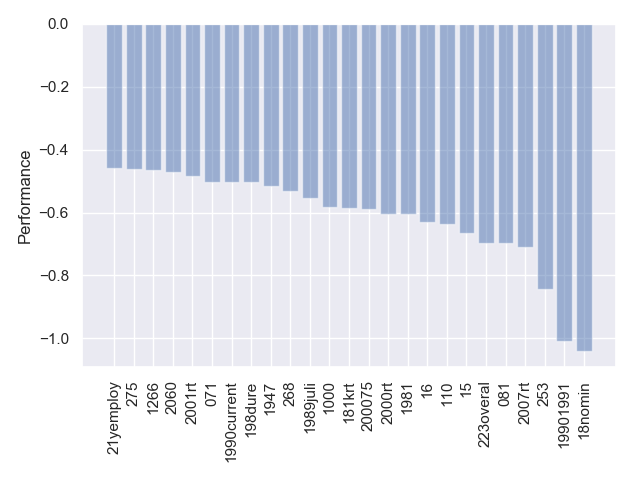 0.0
−0.2
−0.4
−0.6
−0.8
−1.0
Performance
21yemploy
275
1266
2060
2001rt
071
1990current
198dure
1947
268
1989juli
1000
181krt
200075
2000rt
1981
16
110
15
223overal
081
2007rt
253
19901991
18nomin